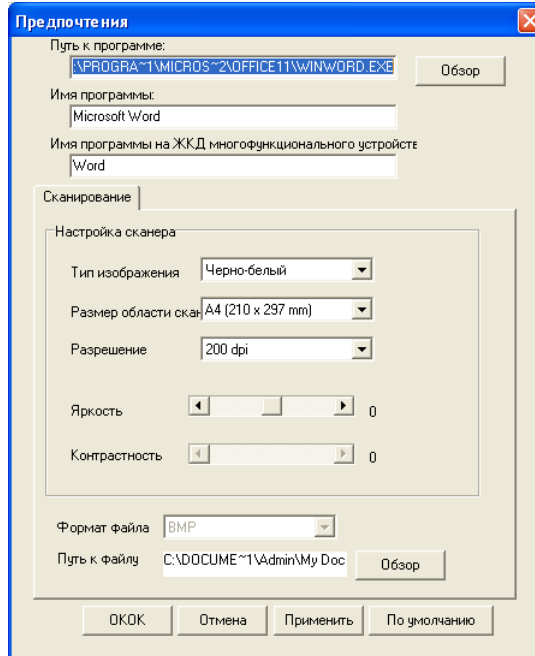 Предпочтения
Путь к программе:
:\PROGRA~1\MICROS~2\OFFICE11\WINWORD.EXE
Обзор
Имя программы:
Microsoft Word
Имя программы на ЖКД многофункционального устройств
Word
Сканирование
Настройка сканера
Тип изображения
Черно-белый
Размер области скан
A4 (210 x 297 mm)
Разрешение
200 dpi
Яркость
0
Контрастность
0
Формат файла
BMP
Путь к файлу
C:\DOCUME~1\Admin\My Doc
Обзор
OKOK
Отмена
Применить
По умолчанию